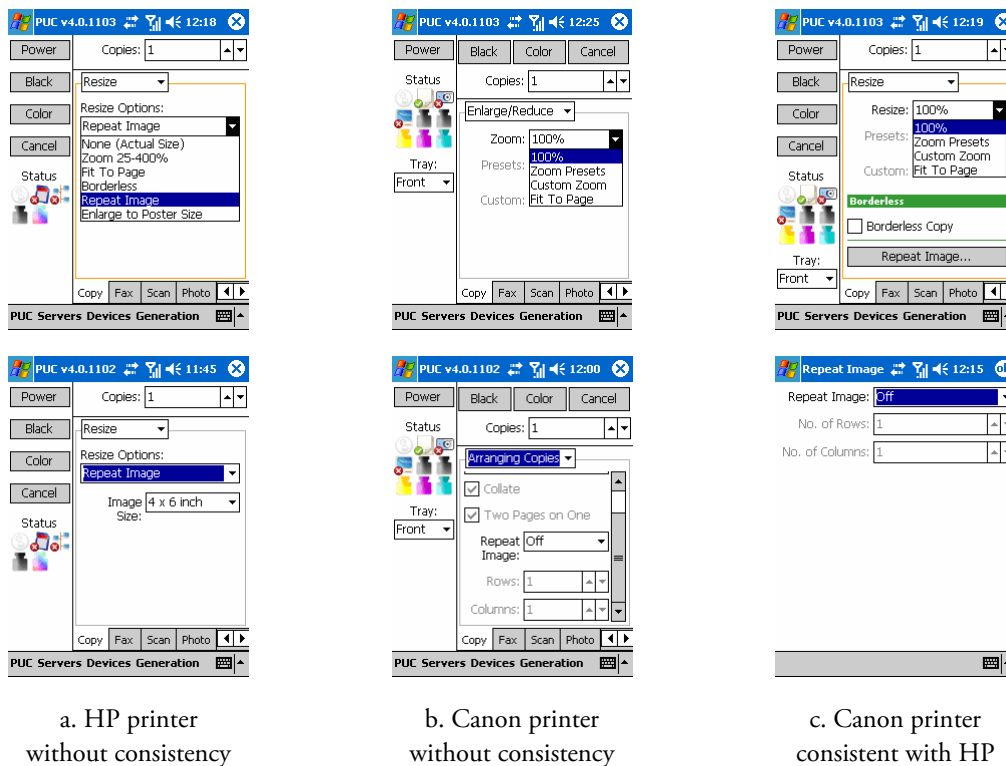 PUC v4.0.1103 12:18
Power
Copies: 1
Black
Resize
Color
Resize Options:
Repeat Image
Cancel
None (Actual Size)
Zoom 25-400%
Fit To Page
Borderless
Repeat Image
Enlarge to Poster Size
Status
Copy Fax Scan Photo
PUC Servers Devices Generation
PUC v4.0.1103 12:25
Power Black Color Cancel
Status
Copies: 1
Enlarge/Reduce
Zoom: 100%
100%
Presets:
Zoom Presets
Custom Zoom
Custom: Fit To Page
Tray:
Front
Copy Fax Scan Photo
PUC Servers Devices Generation
PUC v4.0.1103 12:19
Power
Copies: 1
Black
Resize
Color
Resize: 100%
100%
Presets:
Zoom Presets
Cancel
Custom Zoom
Custom: Fit To Page
Status
Borderless
Borderless Copy
Repeat Image...
Tray:
Front
Copy Fax Scan Photo
PUC Servers Devices Generation
PUC v4.0.1102 11:45
Power
Copies: 1
Black
Resize
Color
Resize Options:
Repeat Image
Cancel
Image Size: 4 x 6 inch
Status
Copy Fax Scan Photo
PUC Servers Devices Generation
PUC v4.0.1102 12:00
Power Black Color Cancel
Status
Copies: 1
Arranging Copies
Collate
Two Pages on One
Tray:
Front
Repeat Image: Off
Rows: 1
Columns: 1
Copy Fax Scan Photo
PUC Servers Devices Generation
Repeat Image 12:15
Repeat Image: Off
No. of Rows: 1
No. of Columns: 1
a. HP printer
without consistency
b. Canon printer
without consistency
c. Canon printer
consistent with HP